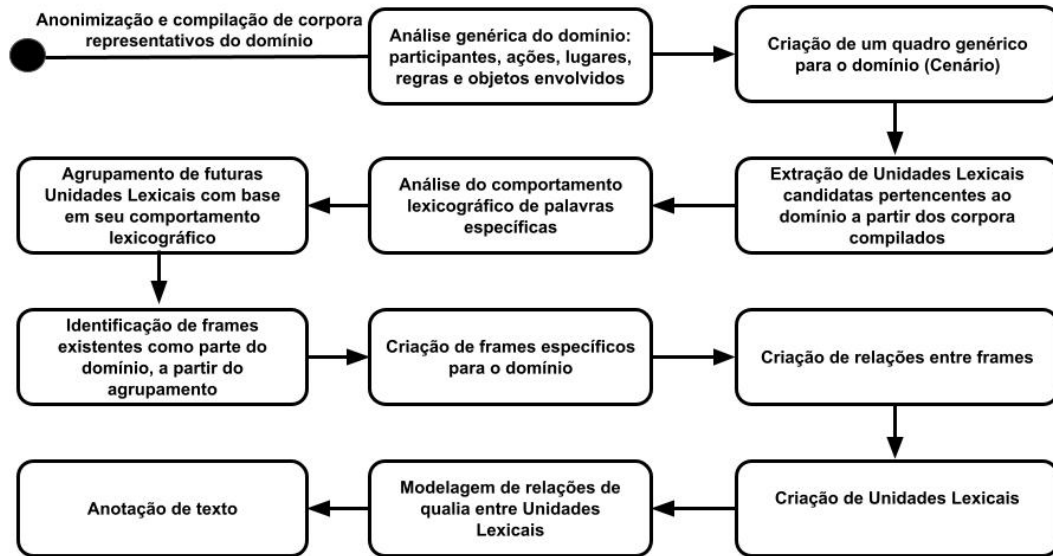 Anonimização e compilação de corpora
representativos do domínio
Análise genérica do domínio:
participantes, ações, lugares,
regras e objetos envolvidos
Criação de um quadro genérico
para o domínio (Cenário)
Extração de Unidades Lexicais
candidatas pertencentes ao
domínio a partir dos corpora
compilados
Análise do comportamento
lexicográfico de palavras
específicas
Agrupamento de futuras
Unidades Lexicais com base
em seu comportamento
lexicográfico
Identificação de frames
existentes como parte do
domínio, a partir do
agrupamento
Criação de frames específicos
para o domínio
Criação de relações entre frames
Criação de Unidades Lexicais
Modelagem de relações de
qualia entre Unidades
Lexicais
Anotação de texto